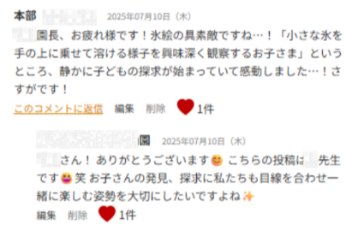 本部 2025年07月10日（木）
園長、お疲れ様です！氷絵の具素敵ですね…！「小さな氷を
手の上に乗せて溶ける様子を興味深く観察するお子さま」という
ところ、静かに子どもの探求が始まっていて感動しました…！さ
すがです！
このコメントに返信 編集 削除 ❤️1件
園 2025年07月10日（木）
さん！ありがとうございます😊 こちらの投稿は 先生
です😝 笑 お子さんの発見、探求に私たちも目線を合わせ一
緒に楽しむ姿勢を大切にしたいですよね✨
編集 削除 ❤️1件